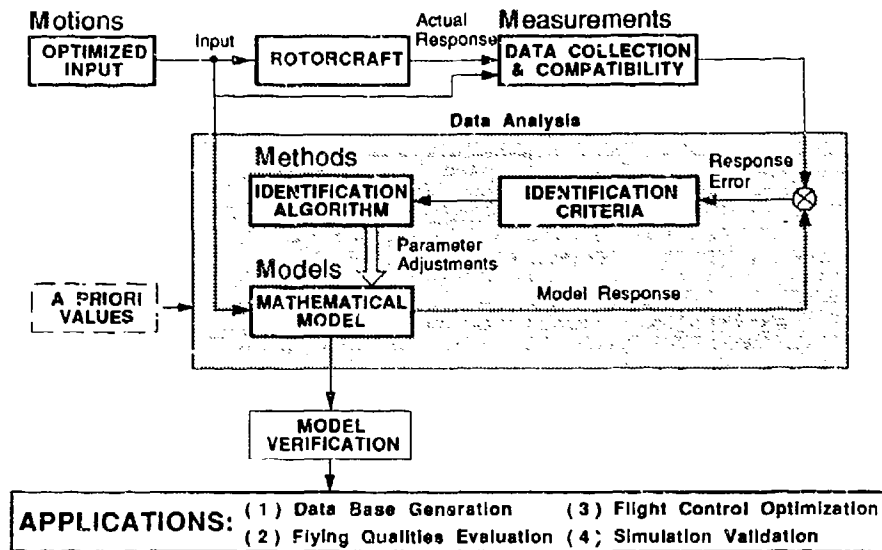 Motions
OPTIMIZED
INPUT
Input
ROTORCRAFT
Actual
Response
Measurements
DATA COLLECTION
& COMPATIBILITY
Data Analysis
Methods
IDENTIFICATION
ALGORITHM
IDENTIFICATION
CRITERIA
Response
Error
Parameter
Adjustments
Models
MATHEMATICAL
MODEL
Model Response
A PRIORI
VALUES
MODEL
VERIFICATION
APPLICATIONS:
(1) Data Base Generation
(2) Flying Qualities Evaluation
(3) Flight Control Optimization
(4) Simulation Validation